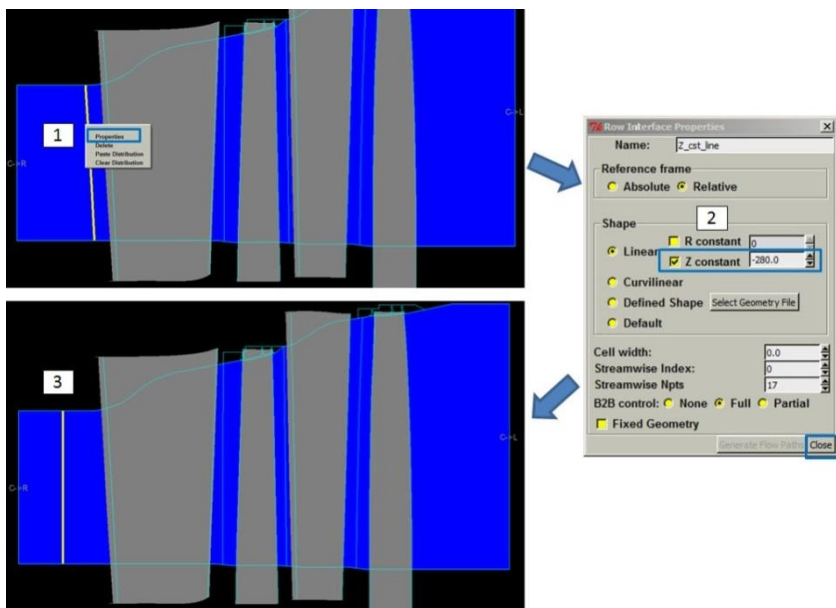 1
Properties
Delete
Paste Distribution
Clear Distribution
C->R
C->L
Row Interface Properties
Name: Z_cst_line
Reference frame
Absolute Relative
2
Shape
Linear
R constant 0
Z constant -280.0
Curvilinear
Defined Shape Select Geometry File
Default
Cell width: 0.0
Streamwise Index: 0
Streamwise Npts 17
B2B control: None Full Partial
Fixed Geometry
Generate Flow Paths Close
3
C->R
C->L